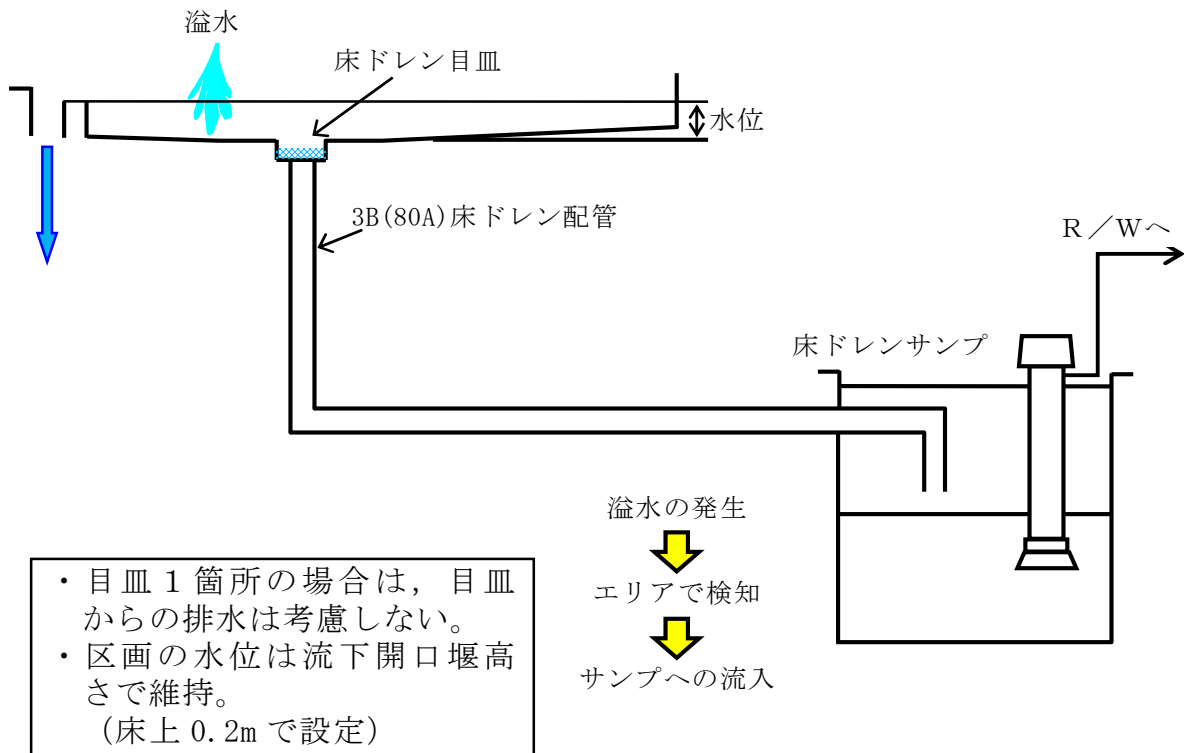 溢水
床ドレン目皿
水位
3B(80A)床ドレン配管
R／Wへ
床ドレンサンプ
溢水の発生
エリアで検知
サンプへの流入
・目皿１箇所の場合は，目皿
からの排水は考慮しない。
・区画の水位は流下開口堰高
さで維持。
（床上 0.2m で設定）